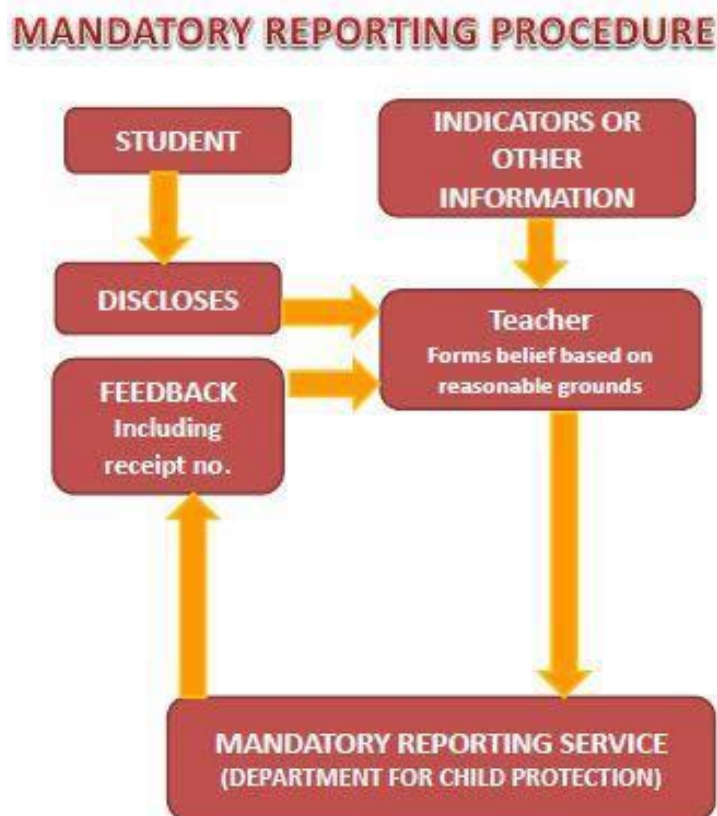 MANDATORY REPORTING PROCEDURE
STUDENT
INDICATORS OR
OTHER
INFORMATION
DISCLOSES
Teacher
Forms belief based on
reasonable grounds
FEEDBACK
Including
receipt no.
MANDATORY REPORTING SERVICE
(DEPARTMENT FOR CHILD PROTECTION)